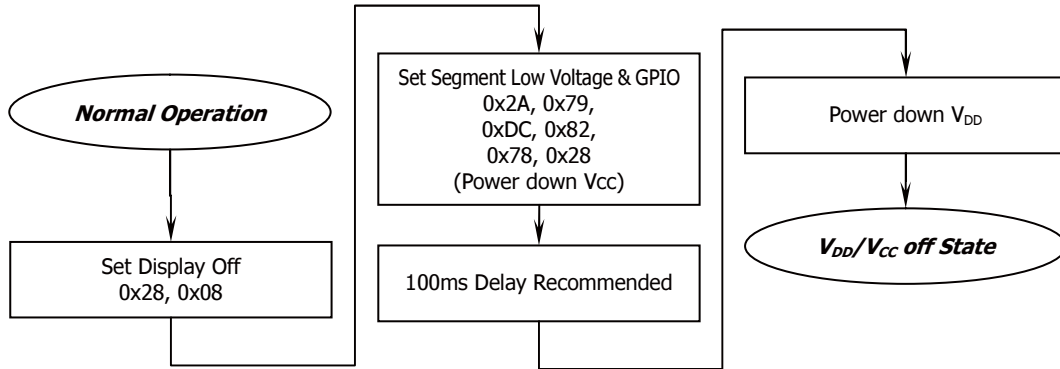 Normal Operation
Set Display Off
0x28, 0x08
Set Segment Low Voltage & GPIO
0x2A, 0x79,
0xDC, 0x82,
0x78, 0x28
(Power down Vcc)
100ms Delay Recommended
Power down VDD
VDD/VCC off State